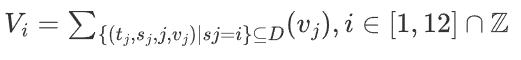 $V_i = \sum_{\{(t_j,s_j,j,v_j)|sj=i\}\subseteq D}(v_j), i \in [1,12] \cap \mathbb{Z}$